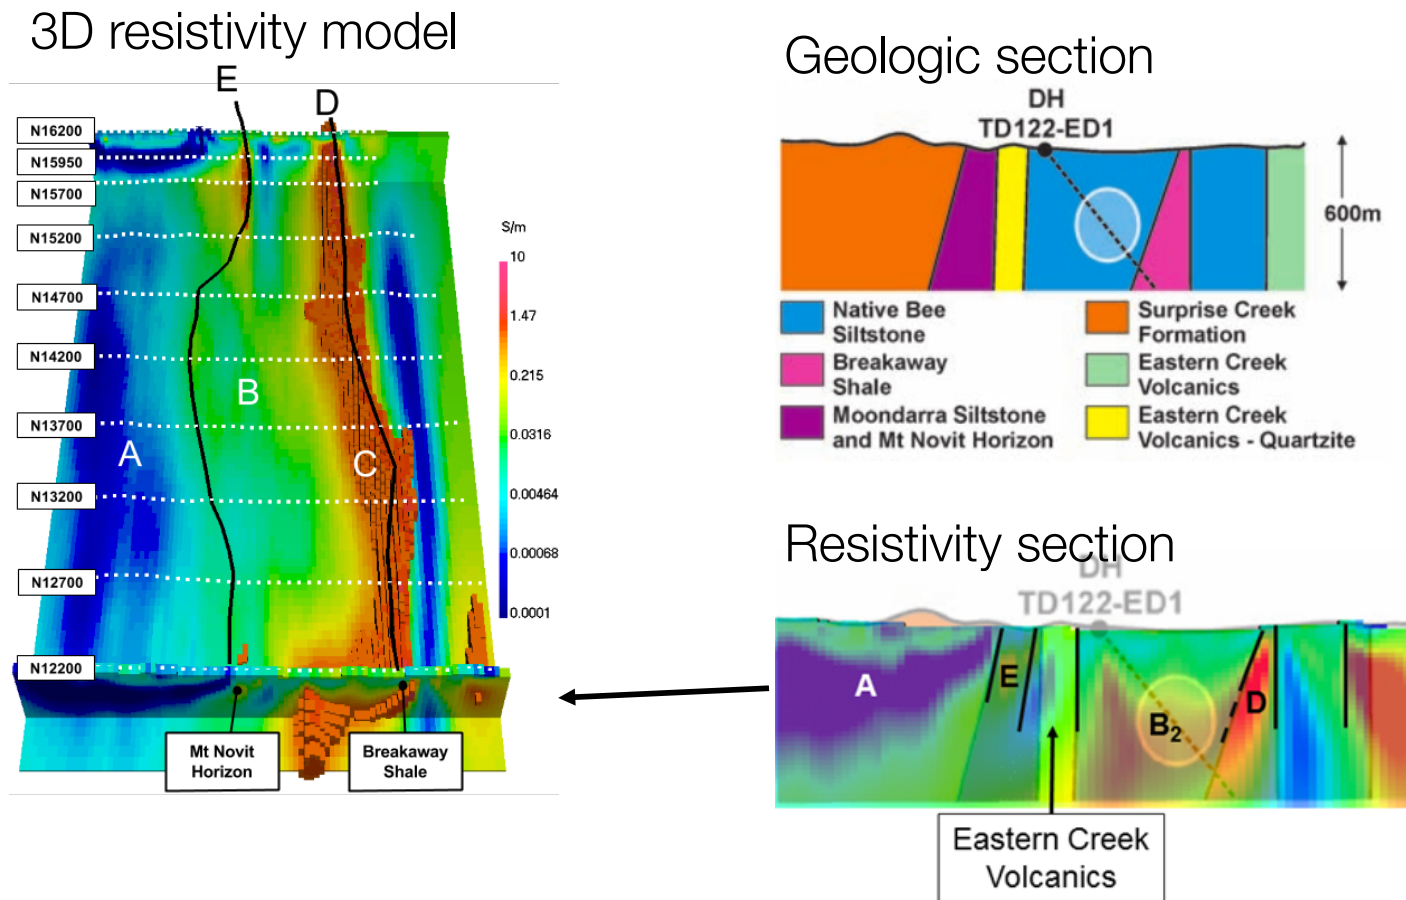 3D resistivity model
E
D
N16200
N15950
N15700
N15200
N14700
N14200
N13700
N13200
N12700
N12200
A
B
C
S/m
10
1.47
0.215
0.0316
0.00464
0.00068
0.0001
Mt Novit
Horizon
Breakaway
Shale
Geologic section
DH
TD122-ED1
600m
Native Bee
Siltstone
Breakaway
Shale
Moondarra Siltstone
and Mt Novit Horizon
Surprise Creek
Formation
Eastern Creek
Volcanics
Eastern Creek
Volcanics - Quartzite
Resistivity section
DH
TD122-ED1
A
E
B2
D
Eastern Creek
Volcanics